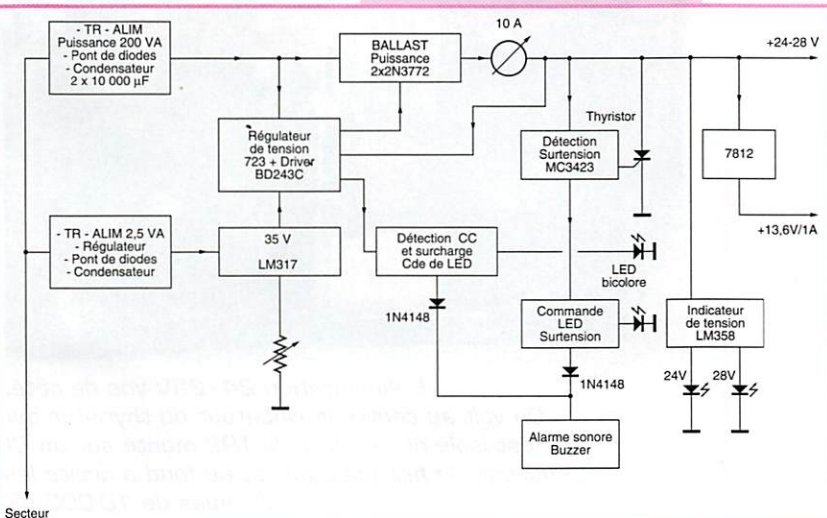 - TR - ALIM
Puissance 200 VA
- Pont de diodes
- Condensateur
2 x 10 000 µF
BALLAST
Puissance
2x2N3772
10 A
+24-28 V
Régulateur
de tension
723 + Driver
BD243C
Thyristor
Détection
Surtension
MC3423
7812
+13,6V/1A
- TR - ALIM 2,5 VA
- Régulateur
- Pont de diodes
- Condensateur
35 V
LM317
Détection CC
et surcharge
Cde de LED
LED
bicolore
1N4148
Commande
LED
Surtension
Indicateur
de tension
LM358
1N4148
24V
28V
Alarme sonore
Buzzer
Secteur